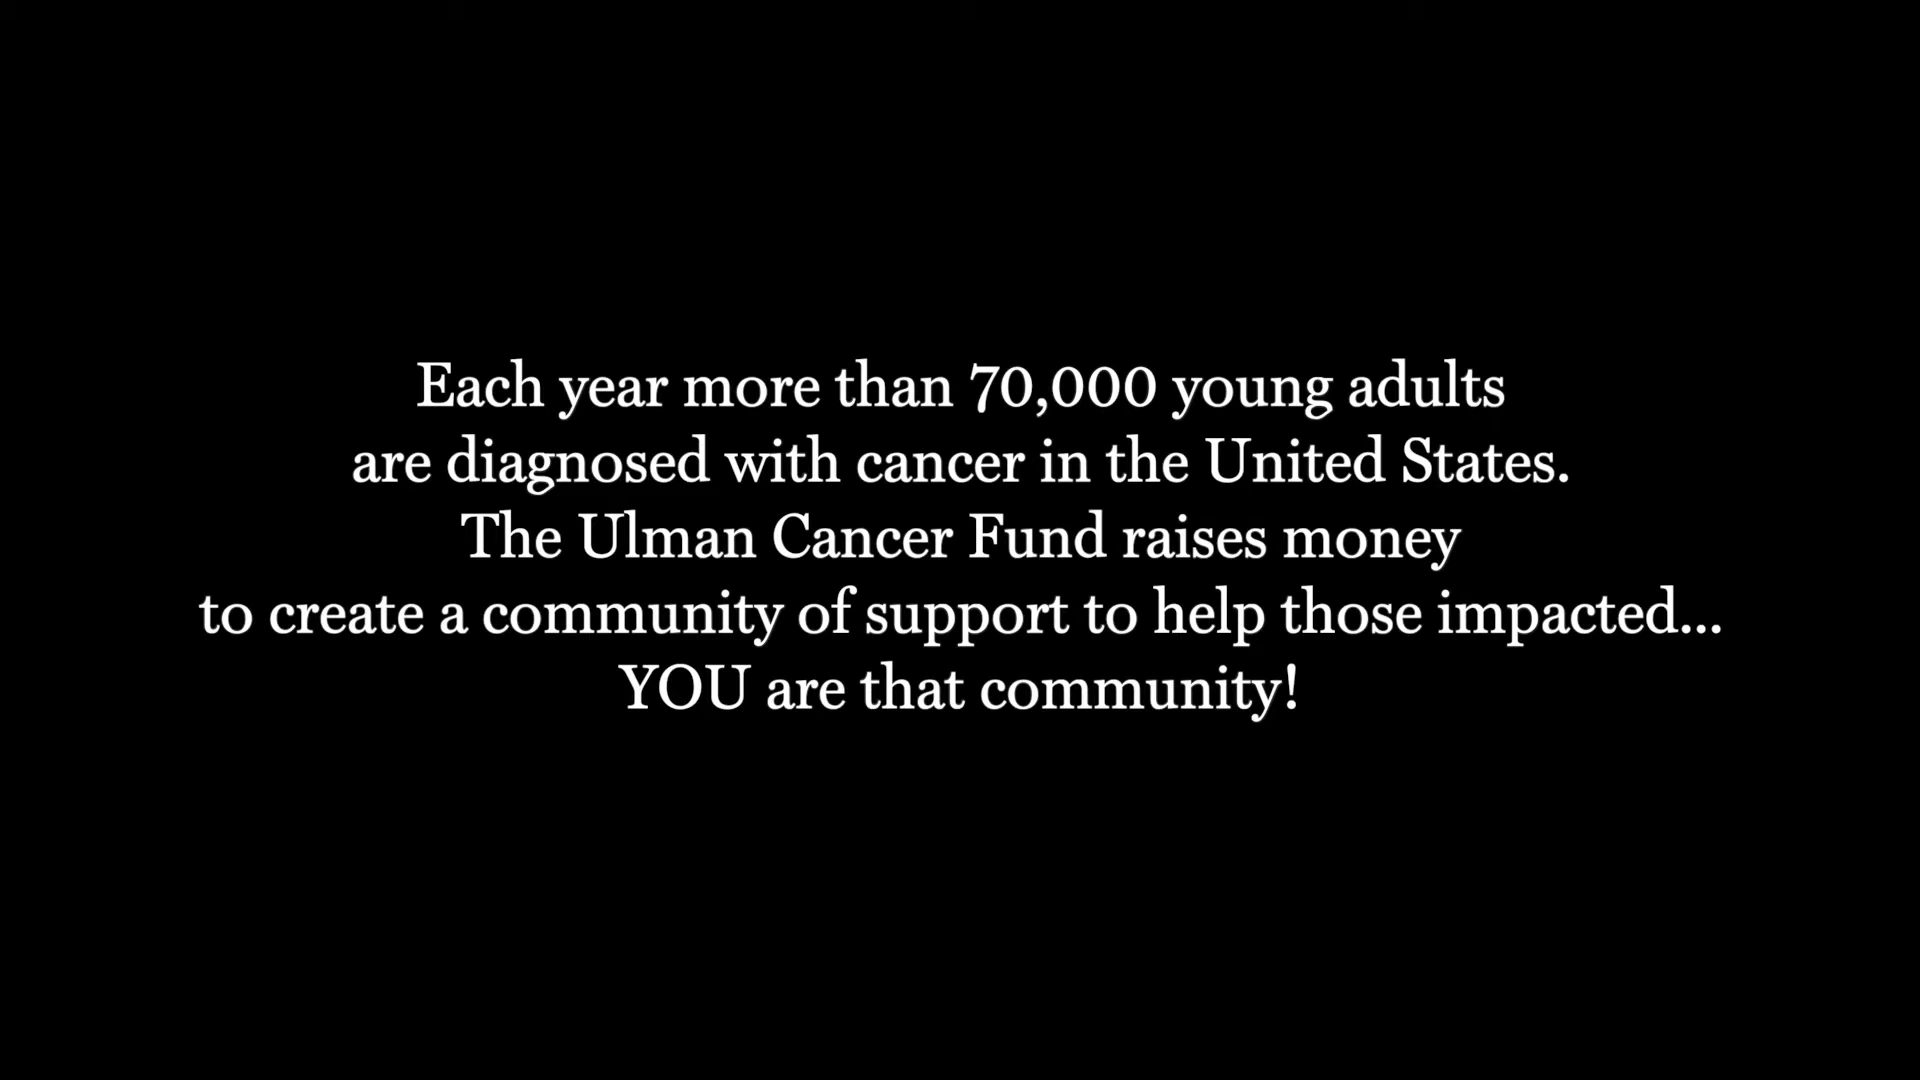 Each year more than 70,000 young adults
are diagnosed with cancer in the United States.
The Ulman Cancer Fund raises money
to create a community of support to help those impacted...
YOU are that community!